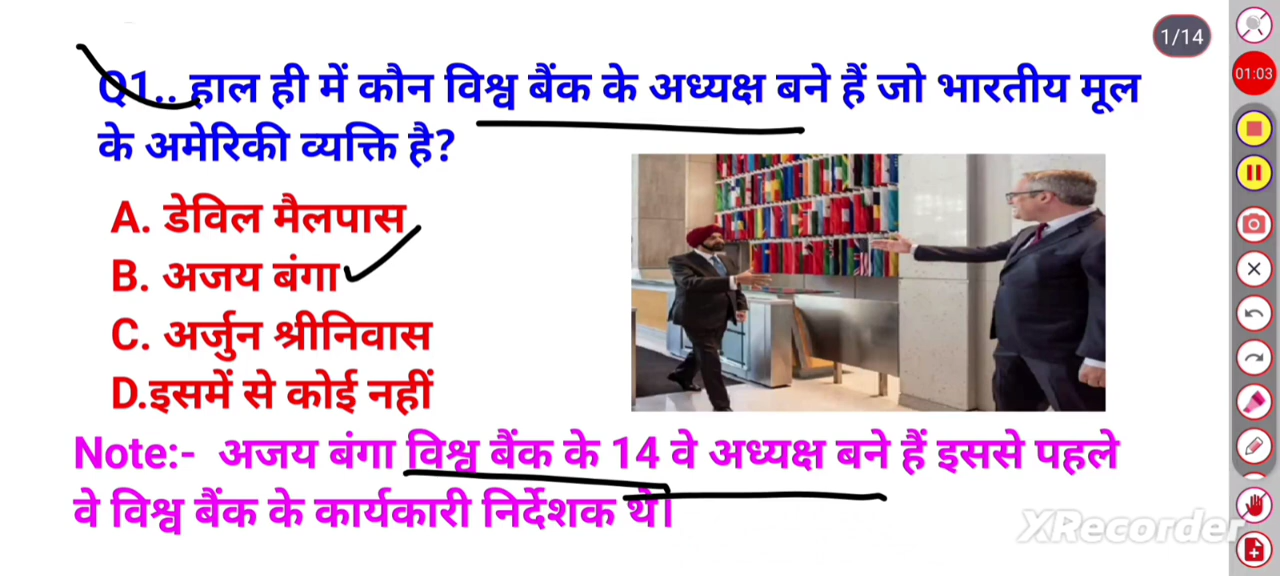 1/14
01:03
Q1.. हाल ही में कौन विश्व बैंक के अध्यक्ष बने हैं जो भारतीय मूल
के अमेरिकी व्यक्ति है?
A. डेविल मैलपास
B. अजय बंगा
C. अर्जुन श्रीनिवास
D.इसमें से कोई नहीं
Note:- अजय बंगा विश्व बैंक के 14 वे अध्यक्ष बने हैं इससे पहले
वे विश्व बैंक के कार्यकारी निर्देशक थे।
XRecorder